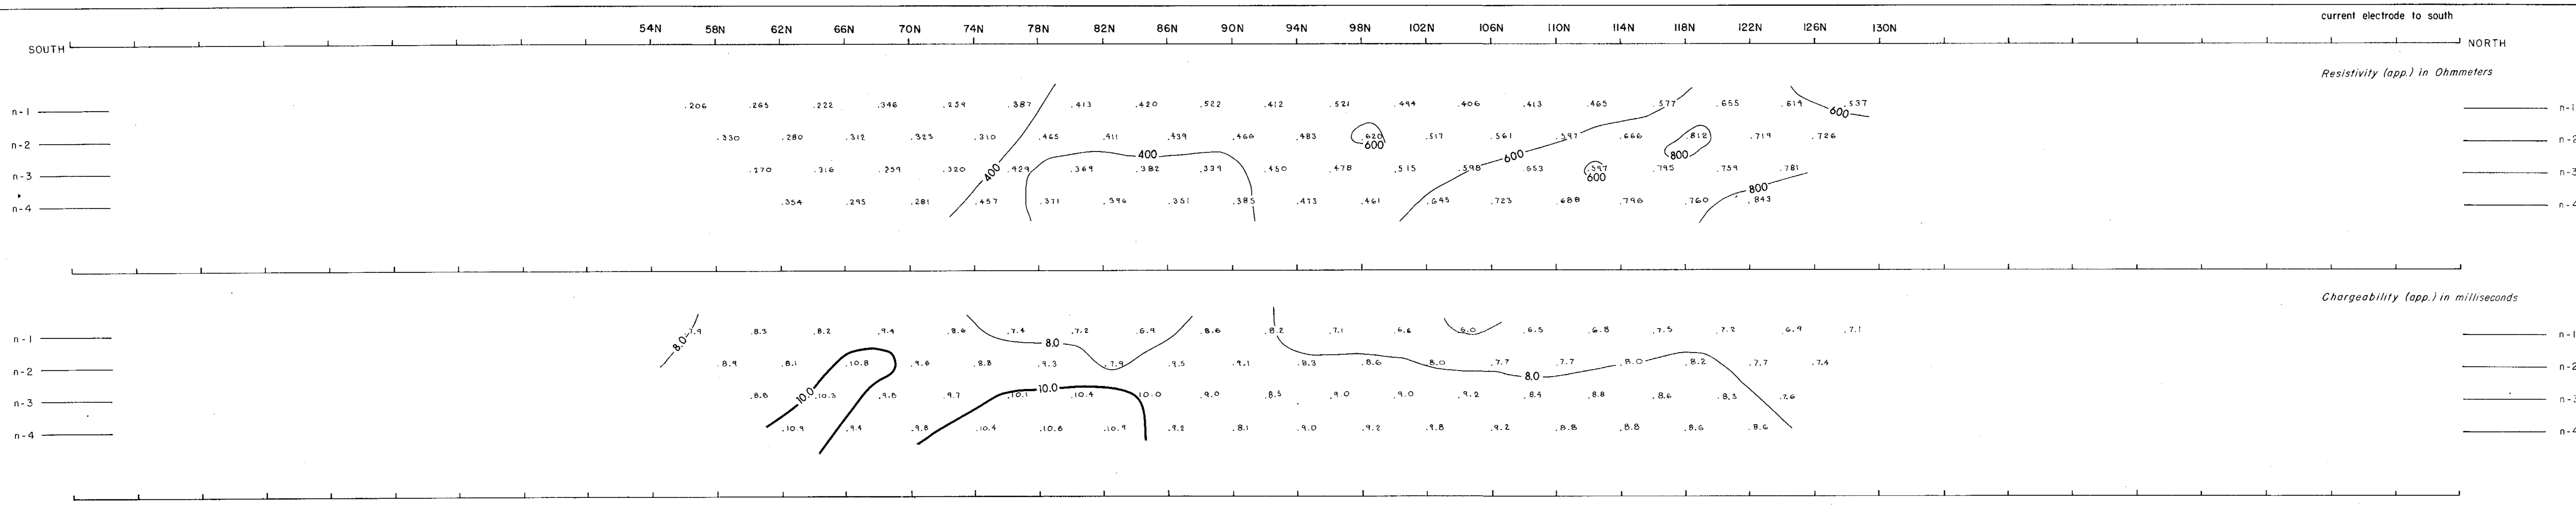 current electrode to south
54N 58N 62N 66N 70N 74N 78N 82N 86N 90N 94N 98N 102N 106N 110N 114N 118N 122N 126N 130N
SOUTH NORTH
Resistivity (app.) in Ohmmeters
n-1 .206 .265 .222 .346 .259 .387 .413 .420 .522 .412 .521 .494 .406 .413 .465 .577 .655 .614 .537 n-1
600
n-2 .330 .280 .312 .323 .310 .465 .411 .439 .466 .483 .620 .517 .561 .597 .666 .812 .719 .726 n-2
600
400 600 800
n-3 .270 .316 .259 .320 400 .429 .369 .382 .339 .450 .478 .515 .598 .653 .597 .795 .759 .781 n-3
600
800
n-4 .354 .295 .281 .457 .371 .396 .351 .385 .413 .461 .645 .723 .688 .796 .760 .843 n-4
Chargeability (app.) in milliseconds
n-1 .7.9 .8.3 .8.2 .9.4 .8.6 .7.4 .7.2 .6.9 .8.6 .8.2 .7.1 .6.6 .6.0 .6.5 .6.8 .7.5 .7.2 .6.9 .7.1 n-1
8.0 8.0
n-2 .8.9 .8.1 .10.8 .9.6 .8.8 .9.3 .7.9 .9.5 .9.1 .8.3 .8.6 .8.0 .7.7 .7.7 .8.0 .8.2 .7.7 .7.4 n-2
8.0
10.0 10.0
n-3 .8.8 .10.3 .9.8 .9.7 .10.1 .10.4 .10.0 .9.0 .8.5 .9.0 .9.0 .9.2 .8.4 .8.8 .8.6 .8.3 .7.6 n-3
n-4 .10.9 .9.4 .9.8 .10.4 .10.6 .10.9 .9.2 .8.1 .9.0 .9.2 .9.8 .9.2 .8.8 .8.8 .8.6 .8.6 n-4